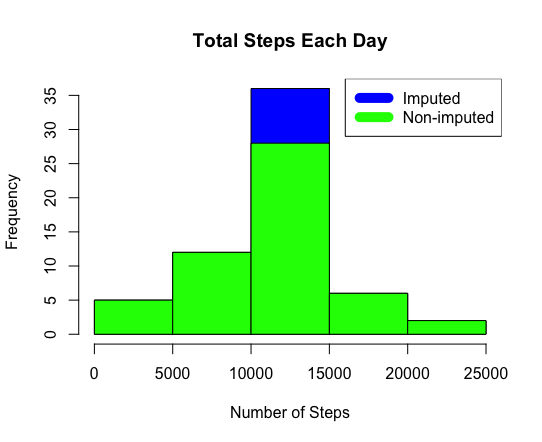 Total Steps Each Day
Imputed
Non-imputed
Frequency
35
30
25
20
15
10
5
0
0 5000 10000 15000 20000 25000
Number of Steps